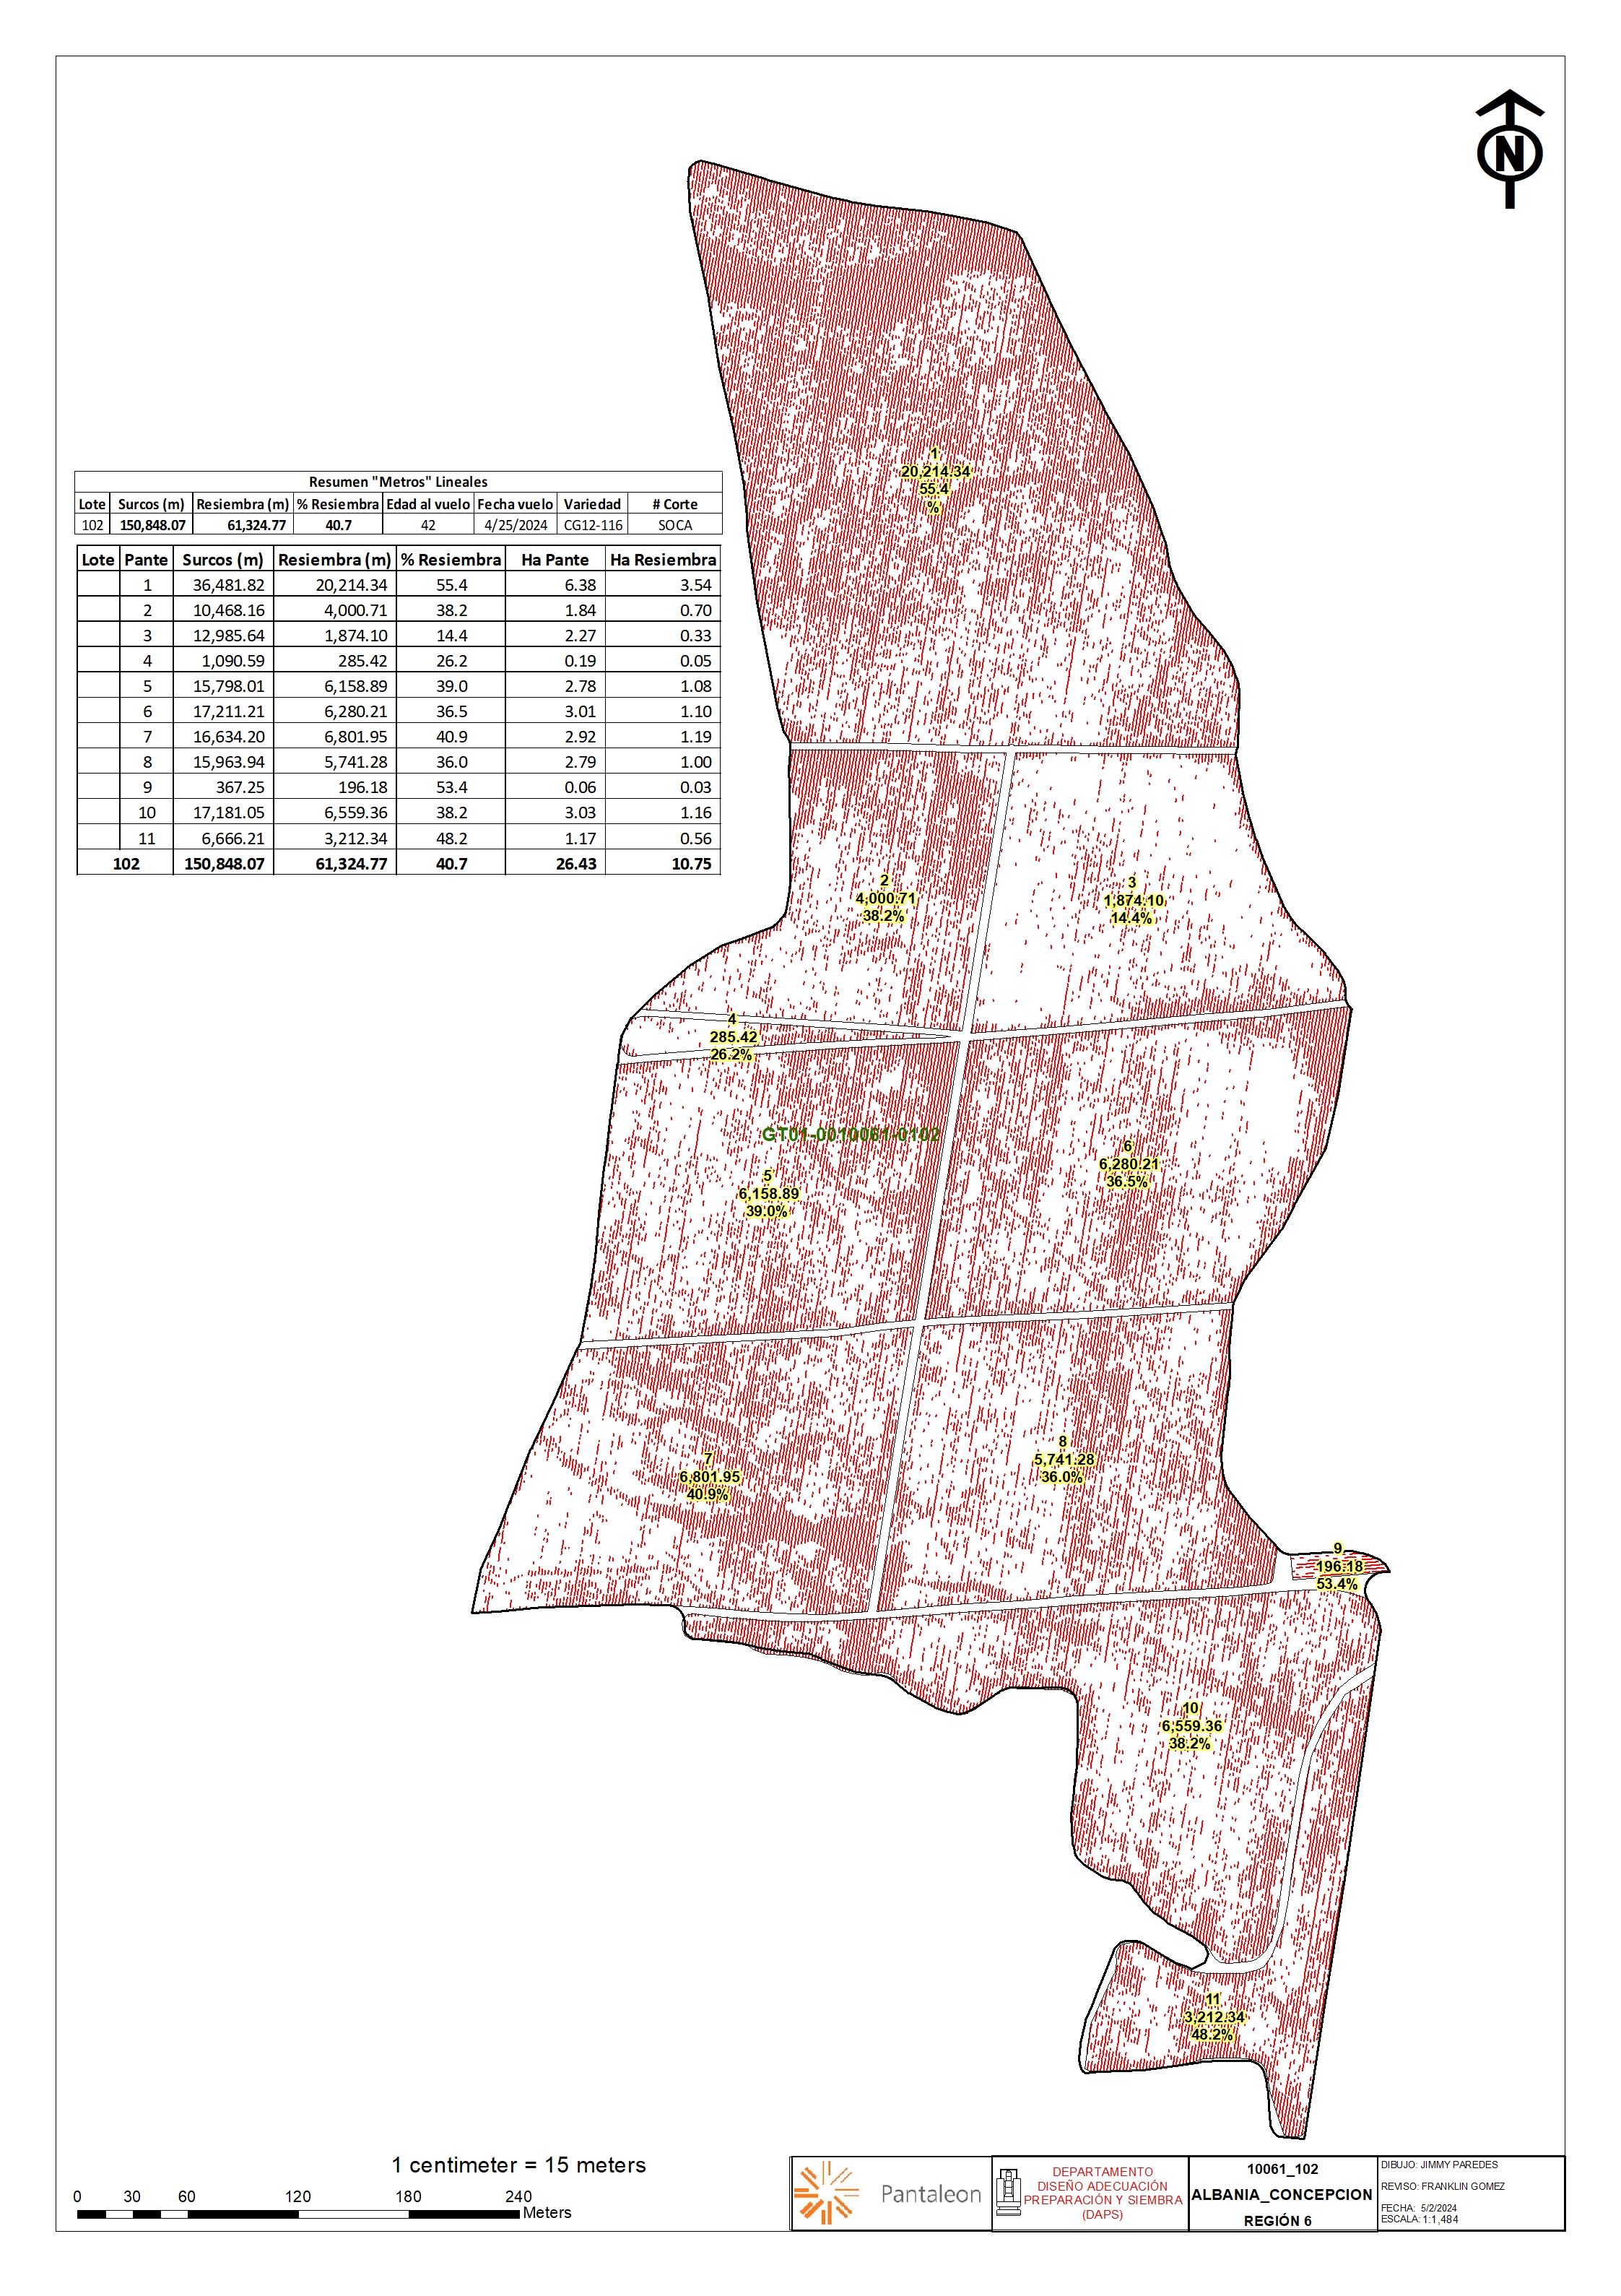 N
Resumen "Metros" Lineales
Lote Surcos (m) Resiembra (m) % Resiembra Edad al vuelo Fecha vuelo Variedad # Corte
102 150,848.07 61,324.77 40.7 42 4/25/2024 CG12-116 SOCA
Lote Pante Surcos (m) Resiembra (m) % Resiembra Ha Pante Ha Resiembra
1 36,481.82 20,214.34 55.4 6.38 3.54
2 10,468.16 4,000.71 38.2 1.84 0.70
3 12,985.64 1,874.10 14.4 2.27 0.33
4 1,090.59 285.42 26.2 0.19 0.05
5 15,798.01 6,158.89 39.0 2.78 1.08
6 17,211.21 6,280.21 36.5 3.01 1.10
7 16,634.20 6,801.95 40.9 2.92 1.19
8 15,963.94 5,741.28 36.0 2.79 1.00
9 367.25 196.18 53.4 0.06 0.03
10 17,181.05 6,559.36 38.2 3.03 1.16
11 6,666.21 3,212.34 48.2 1.17 0.56
102 150,848.07 61,324.77 40.7 26.43 10.75
1
20,214.34
55.4
%
2
4,000.71
38.2%
3
1,874.10
14.4%
4
285.42
26.2%
GT01-0010061-0102
5
6,158.89
39.0%
6
6,280.21
36.5%
7
6,801.95
40.9%
8
5,741.28
36.0%
9
196.18
53.4%
10
6,559.36
38.2%
11
3,212.34
48.2%
1 centimeter = 15 meters
0 30 60 120 180 240
Meters
Pantaleon
DEPARTAMENTO
DISEÑO ADECUACIÓN
PREPARACIÓN Y SIEMBRA
(DAPS)
10061_102
ALBANIA_CONCEPCION
REGIÓN 6
DIBUJO: JIMMY PAREDES
REVISO: FRANKLIN GOMEZ
FECHA: 5/2/2024
ESCALA: 1:1,484